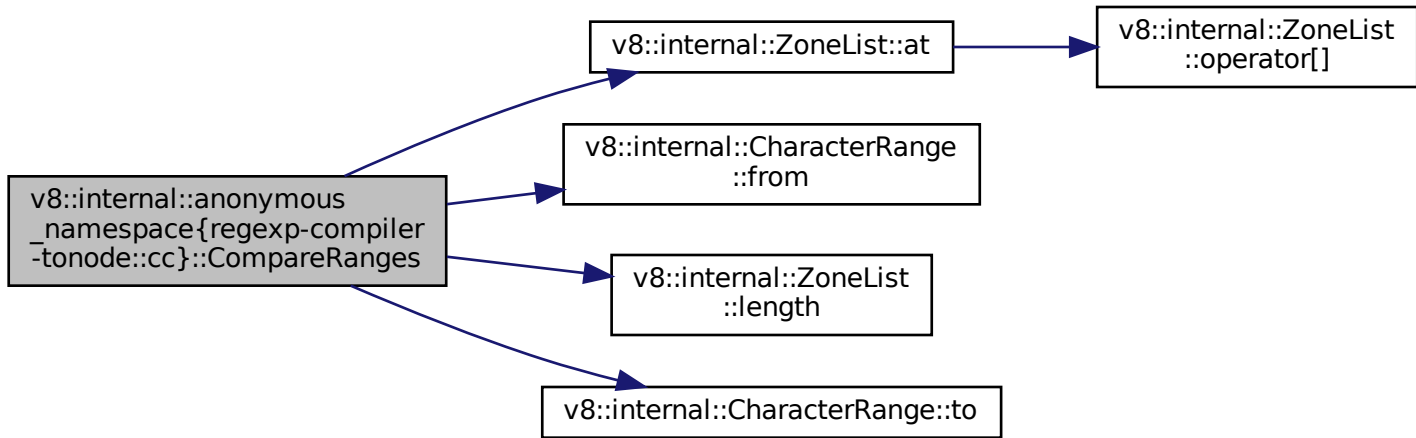 v8::internal::anonymous
_namespace{regexp-compiler
-tonode::cc}::CompareRanges
v8::internal::ZoneList::at
v8::internal::ZoneList
::operator[]
v8::internal::CharacterRange
::from
v8::internal::ZoneList
::length
v8::internal::CharacterRange::to